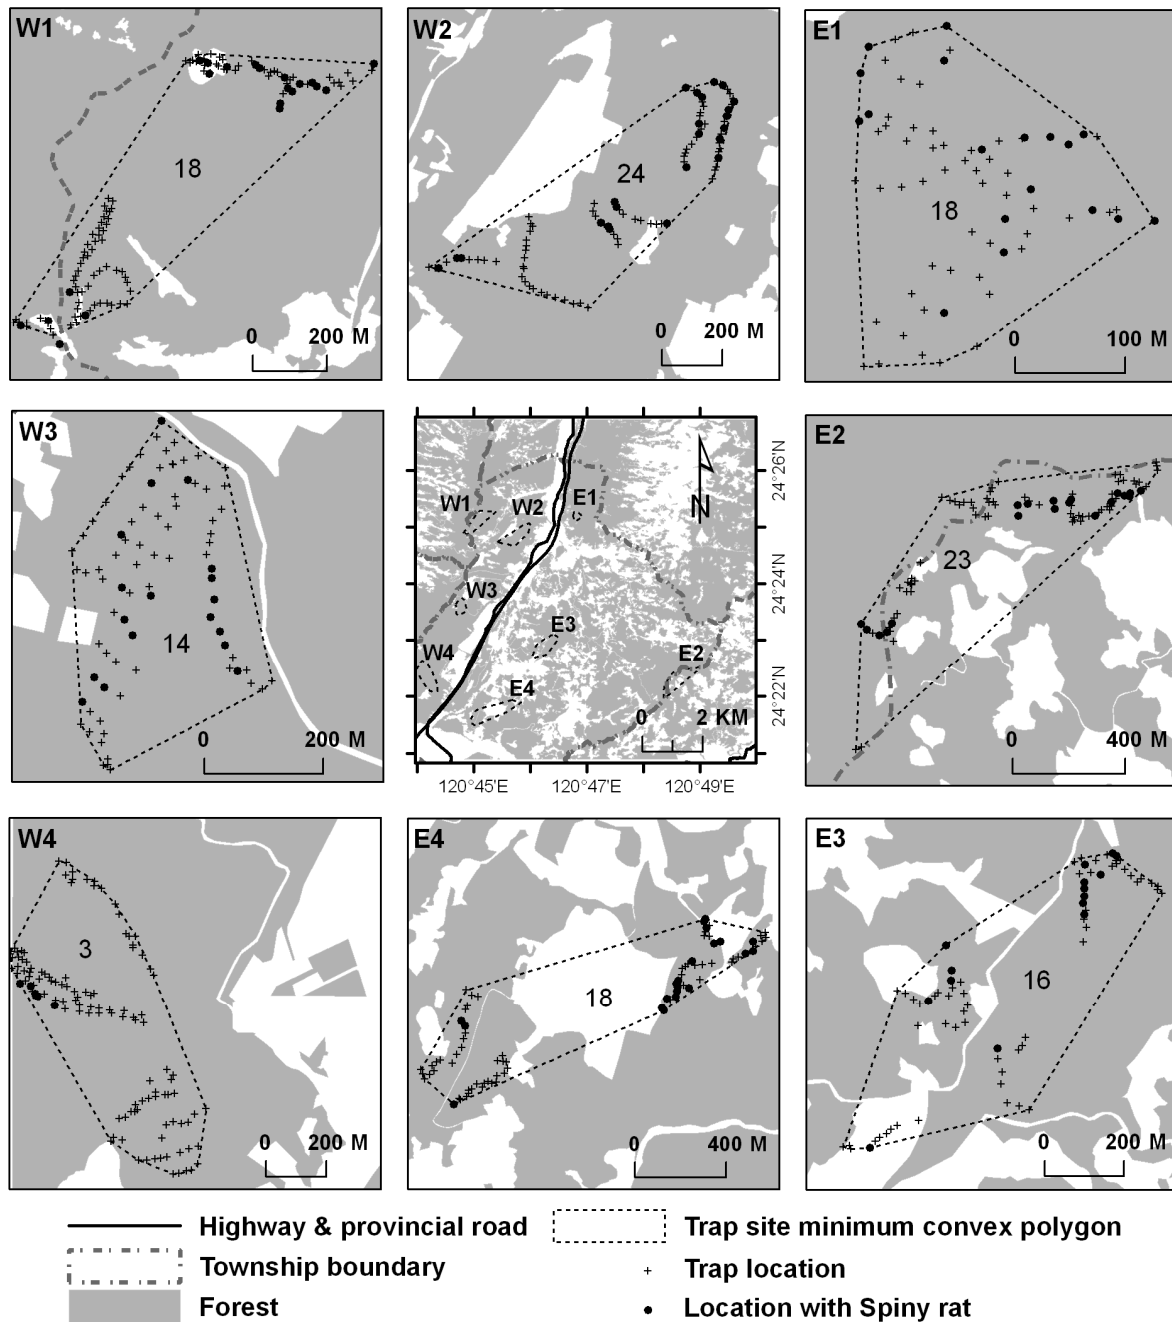 W1
18
0 200 M
W2
24
0 200 M
E1
18
0 100 M
W3
14
0 200 M
W1
W2
E1
W3
W4
E3
E4
E2
N
0 2 KM
24°26'N
24°24'N
24°22'N
120°45'E 120°47'E 120°49'E
E2
23
0 400 M
W4
3
0 200 M
E4
18
0 400 M
E3
16
0 200 M
Highway & provincial road
Township boundary
Forest
Trap site minimum convex polygon
Trap location
Location with Spiny rat